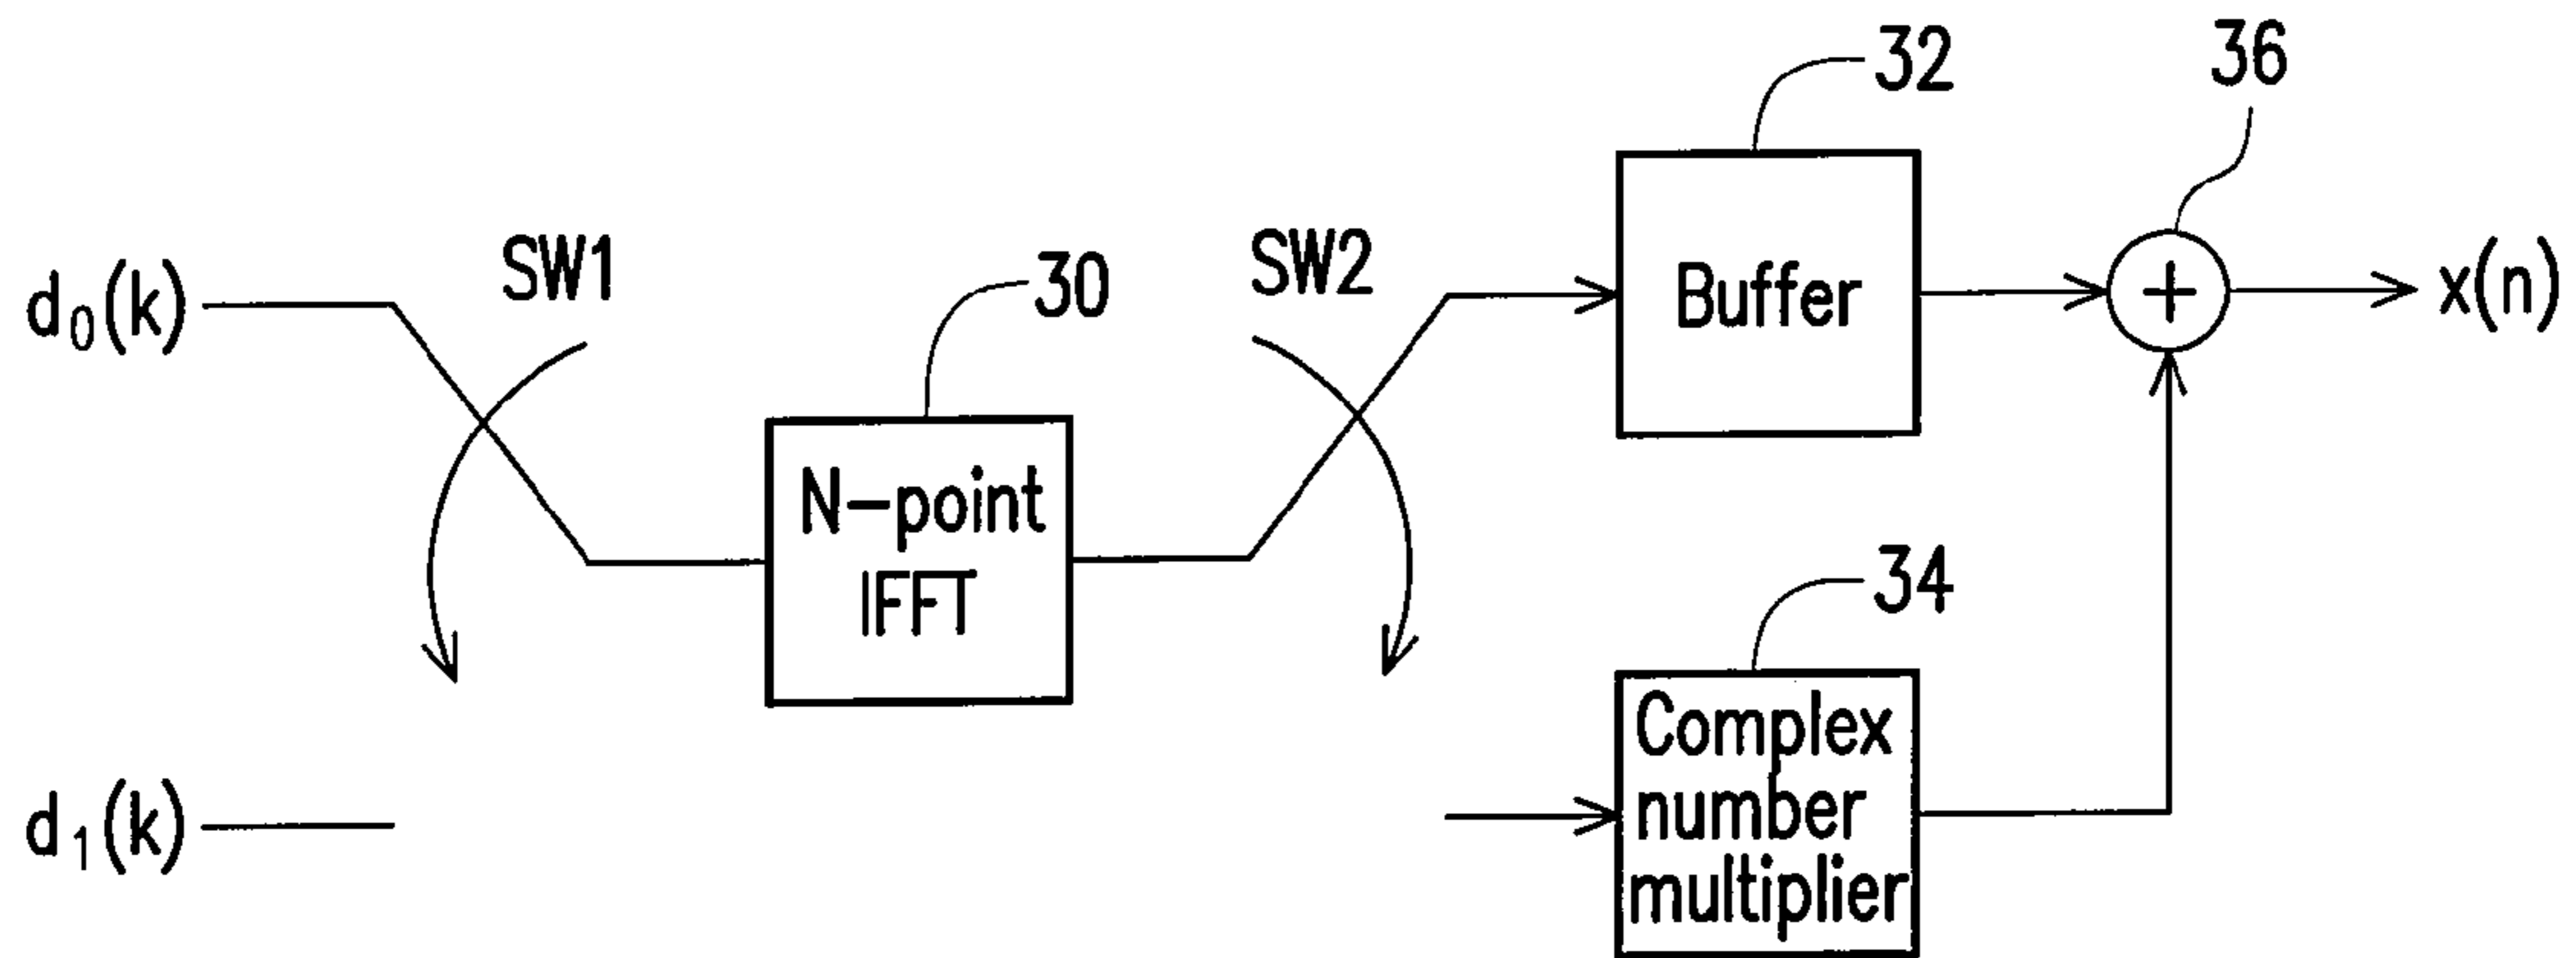 32
36
SW1
SW2
30
d₀(k)
Buffer
x(n)
N-point
IFFT
34
d₁(k)
Complex
number
multiplier
+